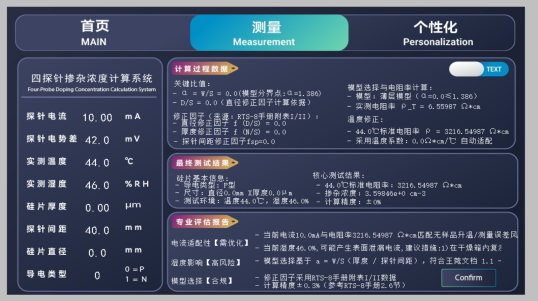 首页
MAIN
测量
Measurement
个性化
Personalization
四探针掺杂浓度计算系统
Four-Probe Doping Concentration Calculation System
探针电流 10.00 mA
探针电势差 42.0 mV
实测温度 44.0 ℃
实测湿度 46.0 %RH
硅片厚度 0.00 μm
探针间距 40.0 mm
硅片直径 0.0 mm
导电类型 0 0=P
1=N
计算过程数据
TEXT
关键比值:
- α = W/S = 0.0(模型分界点:α=1.386)
- D/S = 0.0(直径修正因子计算依据)
修正因子(来源:RTS-8手册附表I/II):
- 直径修正因子 f (D/S) = 0.0
- 厚度修正因子 f (N/S) = 0.0
- 探针间距修正因子fsp=0.0
模型选择与电阻率计算:
- 模型:薄层模型(α=0.0≤1.386)
- 实测电阻率 ρ_T = 6.55987 Ω*cm
温度修正:
- 44.0℃标准电阻率 ρ = 3216.54987 Ω*cm
- 采用温度系数:0.0Ω*cm/℃ 自动适配
最终测试结果
硅片基本信息:
- 导电类型:P型
- 尺寸:直径0.0mm X厚度0.0μm
- 测试环境:温度44.0℃,湿度46.0%
核心测试结果:
- 44.0℃标准电阻率:3216.54987 Ω*cm
- 掺杂浓度:3.59846s+0 cm-3
- 计算精度:±0%
专业评估报告
电流适配性【需优化】
- 当前电流10.0mA与电阻率3216.54987 Ω*cm匹配无样品升温/测量误差风
湿度影响【高风险】
- 当前湿度46.0%,可能产生表面泄漏电流,建议措施:1)在干燥箱内夏
- 模型选择基于 a = W/S(厚度 / 探针间距),符合王篼文档 1.1 -
模型选择【合规】
- 修正因子采用RTS-8手册附表I/II数据
- 计算精度±0.3%(参考RTS-8手册2.6节)
Confirm